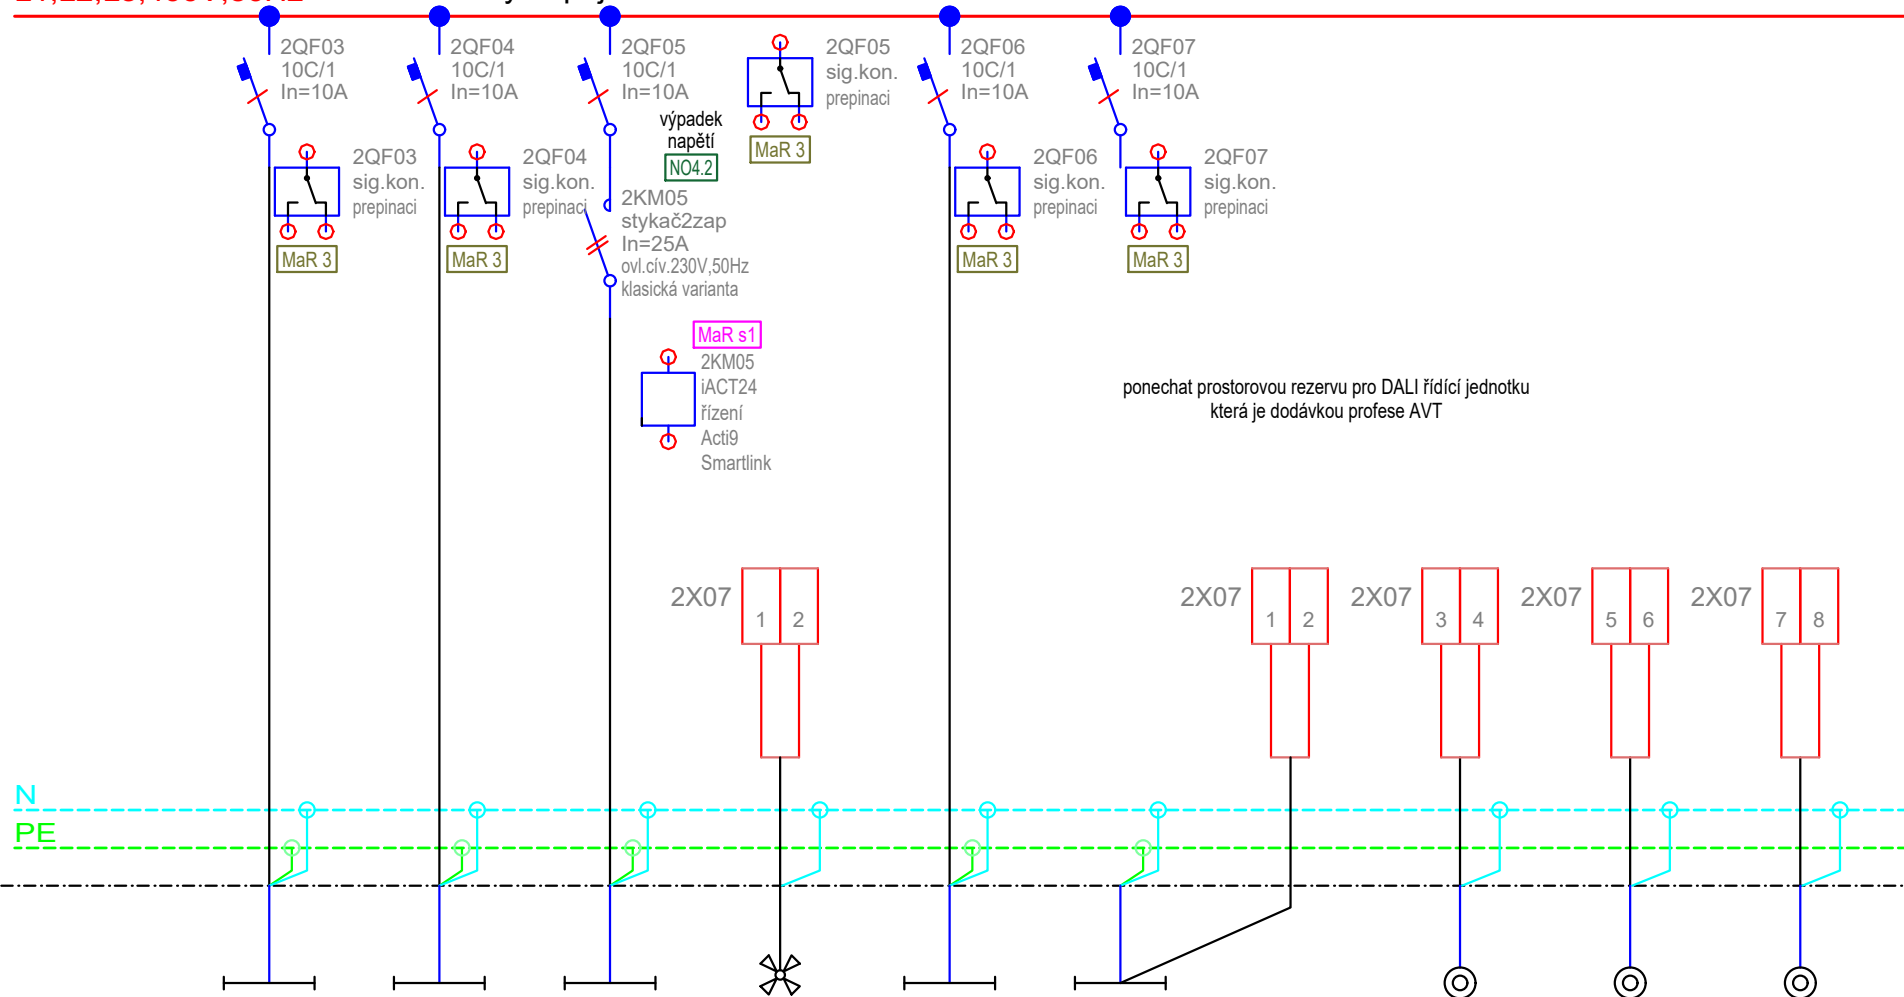 2QF03
10C/1
In=10A
2QF04
10C/1
In=10A
2QF05
10C/1
In=10A
2QF05
sig.kon.
prepinaci
MaR 3
2QF06
10C/1
In=10A
2QF07
10C/1
In=10A
výpadek
napětí
NO4.2
2QF03
sig.kon.
prepinaci
MaR 3
2QF04
sig.kon.
prepinaci
MaR 3
2KM05
stykač2zap
In=25A
ovl.cív.230V,50Hz
klasická varianta
2QF06
sig.kon.
prepinaci
MaR 3
2QF07
sig.kon.
prepinaci
MaR 3
MaR s1
2KM05
iACT24
řízení
Acti9
Smartlink
ponechat prostorovou rezervu pro DALI řídící jednotku
která je dodávkou profese AVT
2X07
1 2
2X07
1 2
2X07
3 4
2X07
5 6
2X07
7 8
N
PE